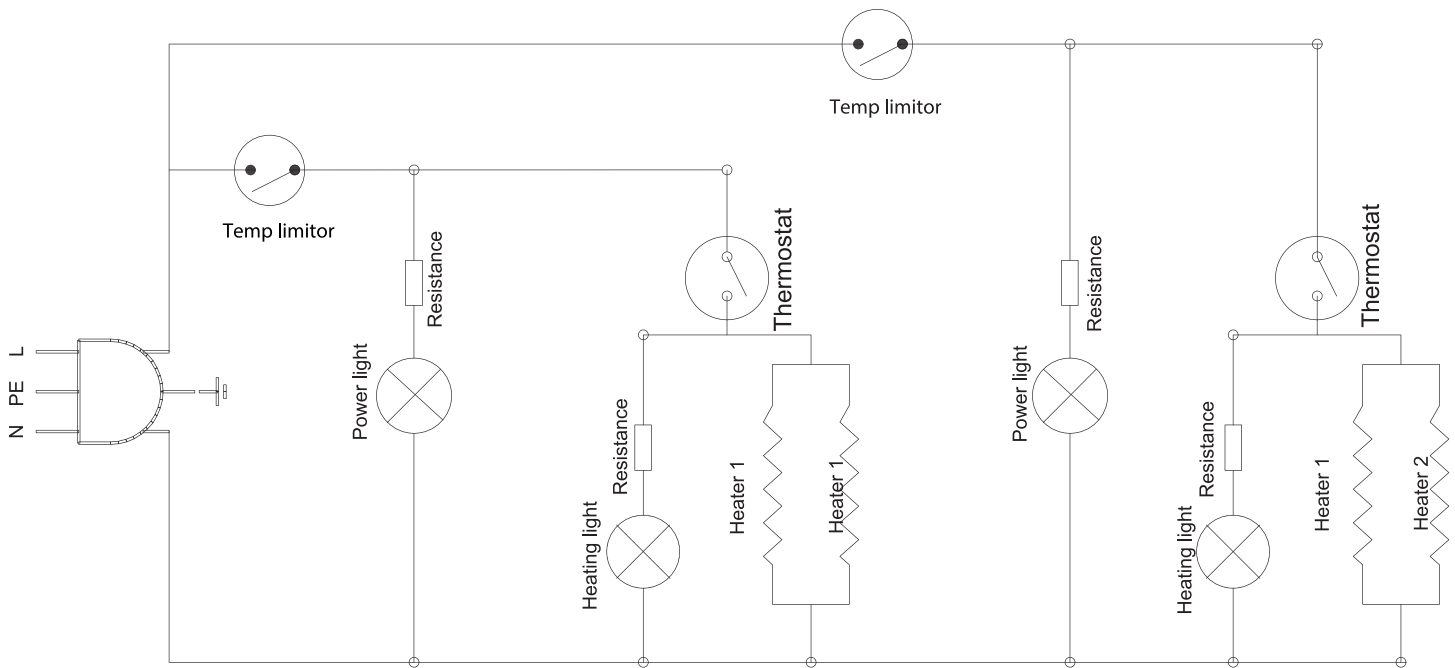 Temp limitor
Temp limitor
L
PE
N
Resistance
Power light
Thermostat
Resistance
Heating light
Heater 1
Heater 1
Resistance
Power light
Thermostat
Resistance
Heating light
Heater 1
Heater 2